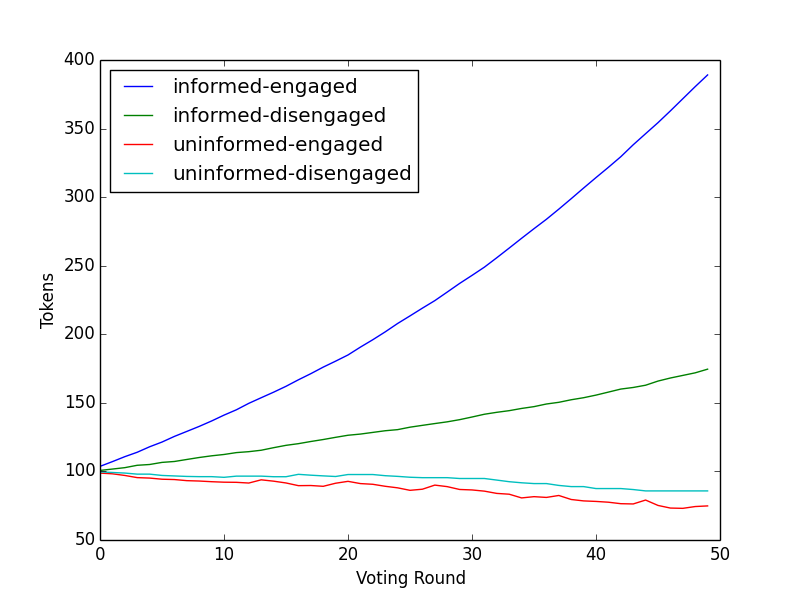 400
350
300
250
200
150
100
50
Tokens
informed-engaged
informed-disengaged
uninformed-engaged
uninformed-disengaged
0 10 20 30 40 50
Voting Round